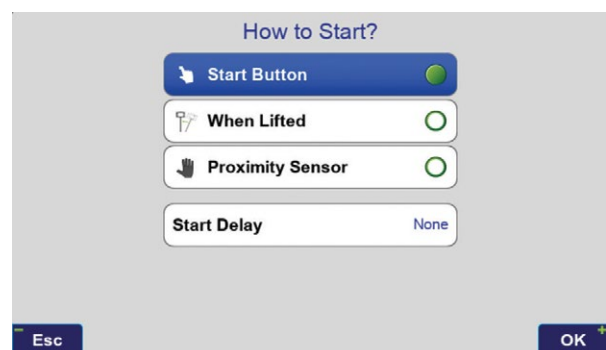 How to Start?
Start Button
When Lifted
Proximity Sensor
Start Delay None
- Esc OK +